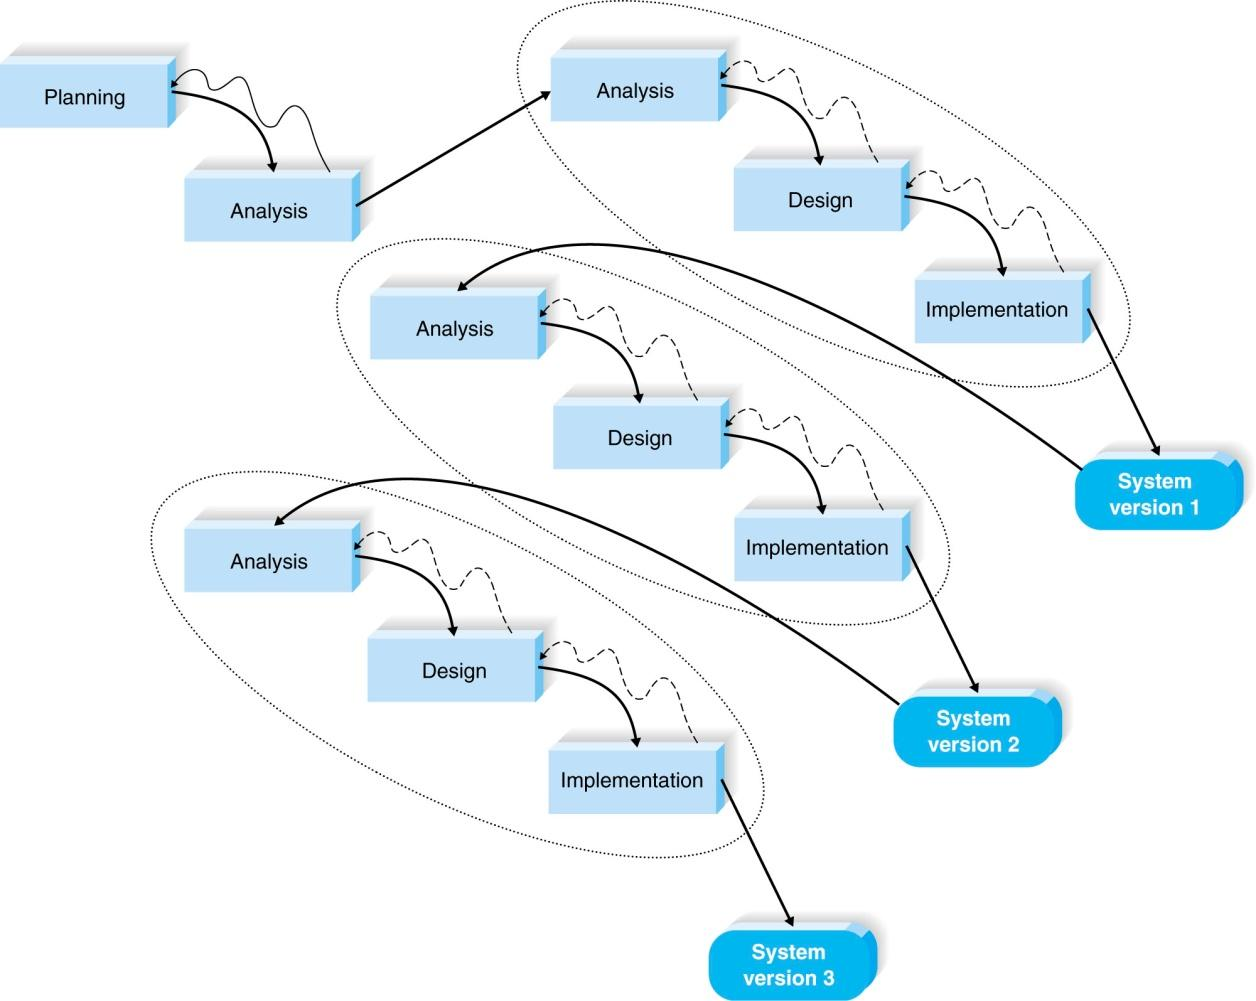 Planning
Analysis
Analysis
Design
Implementation
System
version 1
Analysis
Design
Implementation
System
version 2
Analysis
Design
Implementation
System
version 3